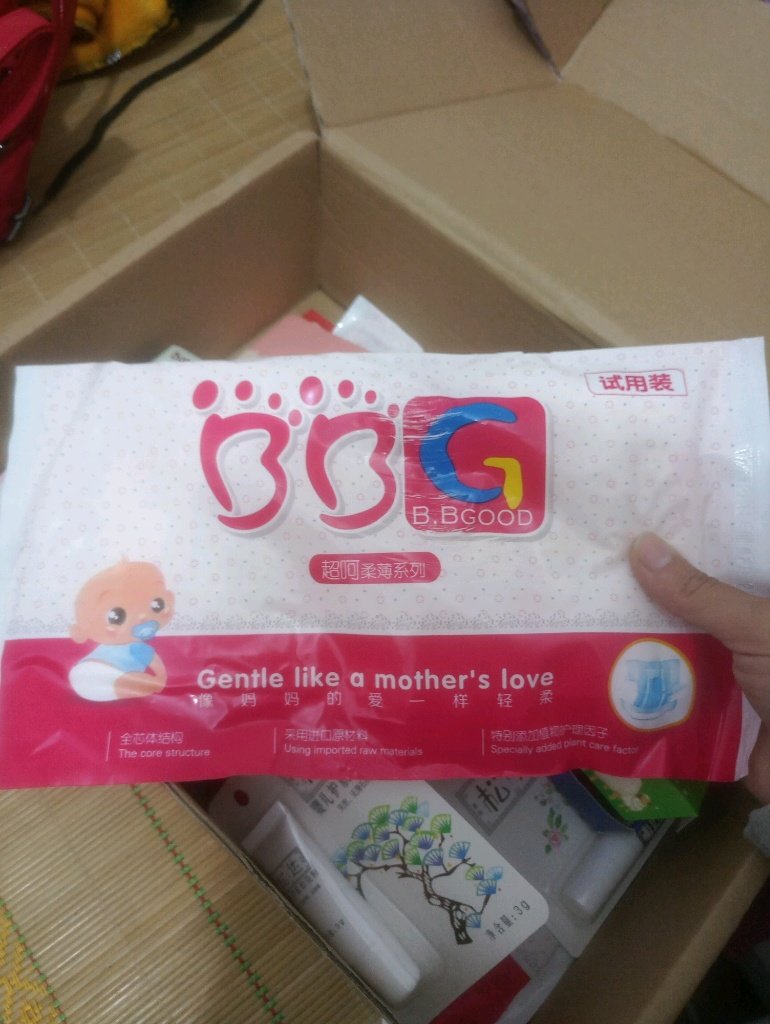 试用装
BBG
B.BGOOD
超呵柔薄系列
Gentle like a mother's love
像妈妈的爱一样轻柔
全芯体结构
The core structure
采用进口原材料
Using imported raw materials
特别添加植物护理因子
Specially added plant care factor
松
净含量:3g